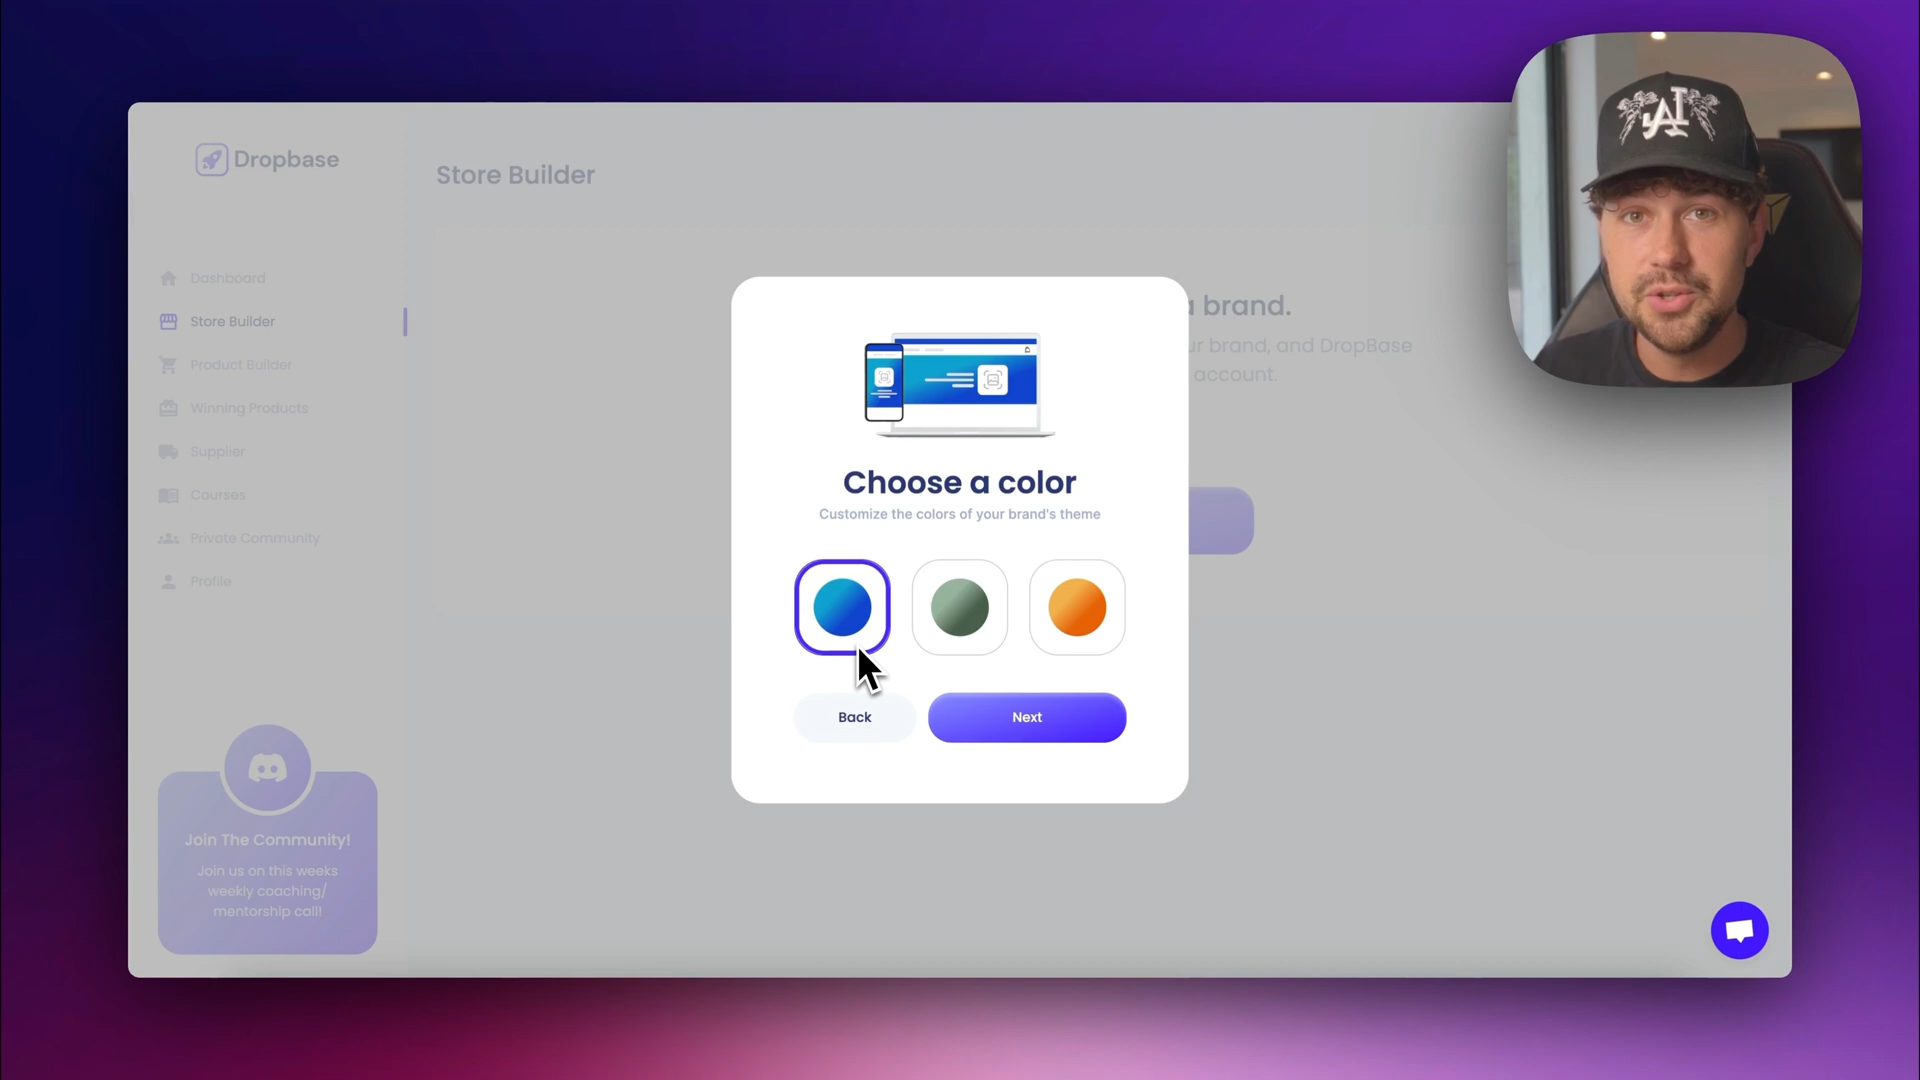 Dropbase
Store Builder
Dashboard
Store Builder
Product Builder
Winning Products
Supplier
Courses
Private Community
Profile
Join The Community!
Join us on this weeks
weekly coaching/
mentorship call!
a brand.
ur brand, and DropBase
account.
Choose a color
Customize the colors of your brand's theme
Back
Next
AI